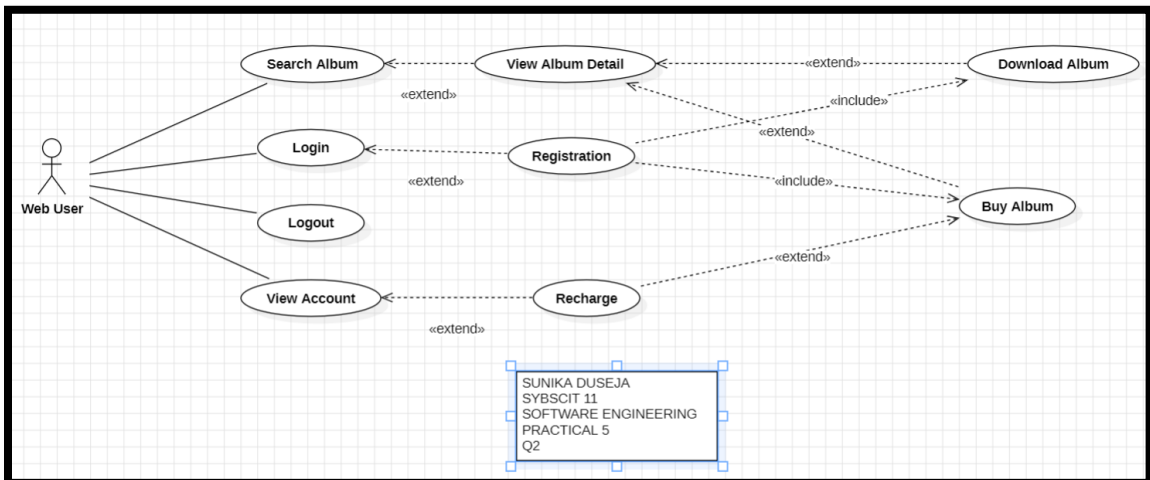 Search Album
«extend»
View Album Detail
«extend»
Download Album
«include»
«extend»
Login
«extend»
Registration
«include»
Buy Album
Web User
Logout
«extend»
View Account
«extend»
Recharge
SUNIKA DUSEJA
SYBSCIT 11
SOFTWARE ENGINEERING
PRACTICAL 5
Q2